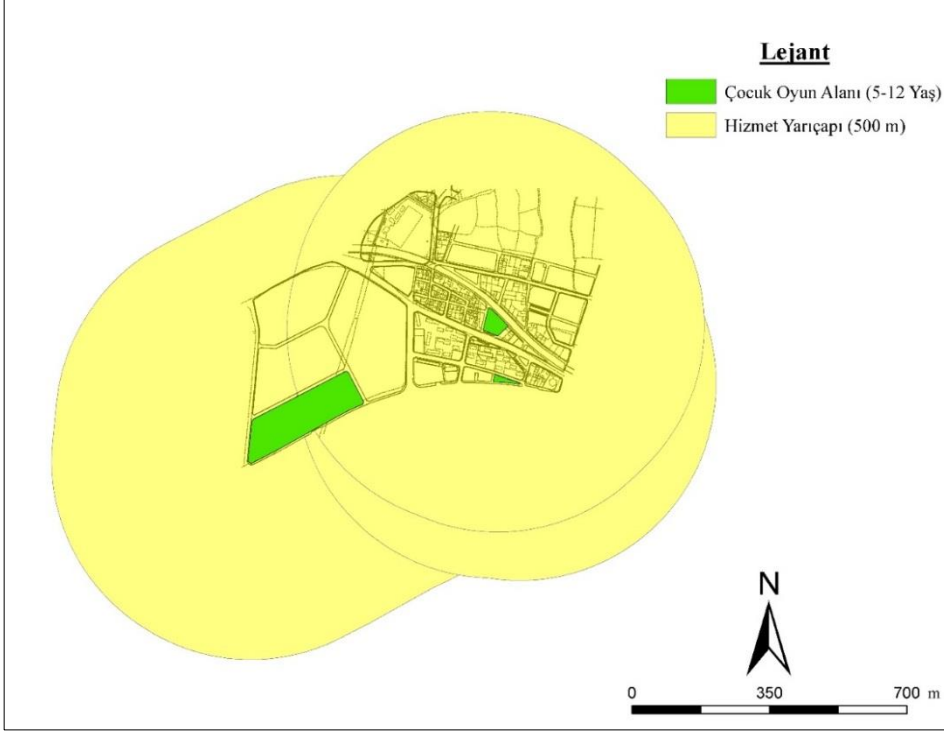 Lejant
Çocuk Oyun Alanı (5-12 Yaş)
Hizmet Yarıçapı (500 m)
N
0 350 700 m